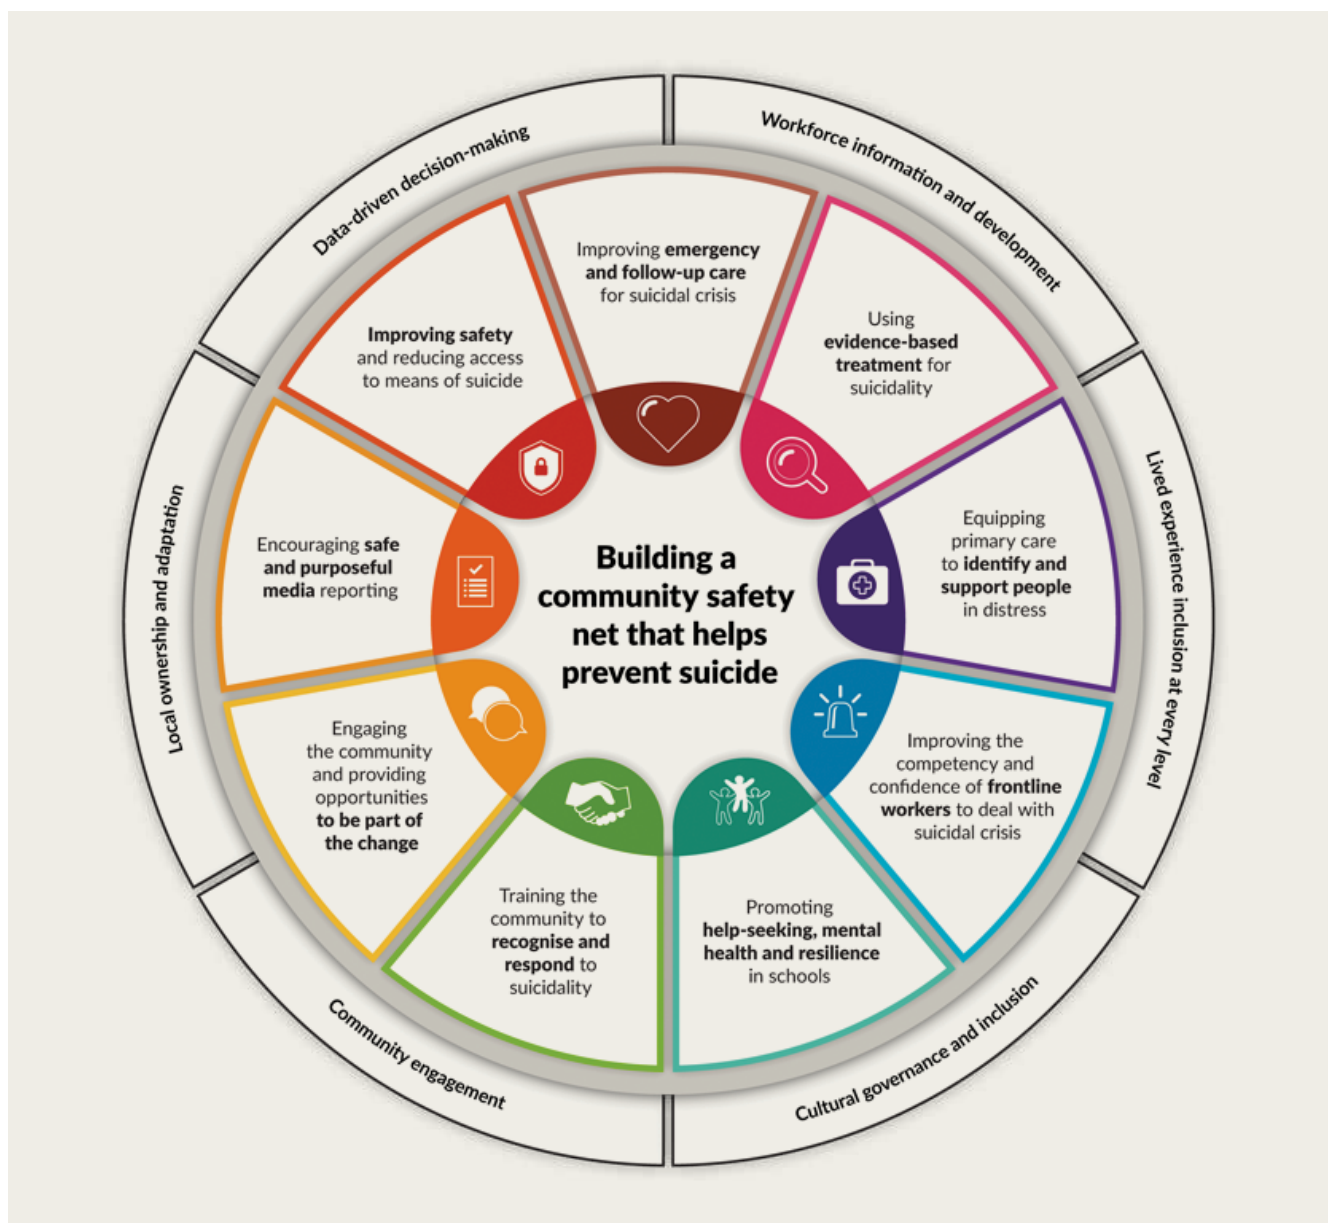 Data-driven decision-making
Workforce information and development
Lived experience inclusion at every level
Cultural governance and inclusion
Community engagement
Local ownership and adaptation
Improving emergency
and follow-up care
for suicidal crisis
Using
evidence-based
treatment for
suicidality
Equipping
primary care
to identify and
support people
in distress
Improving the
competency and
confidence of frontline
workers to deal with
suicidal crisis
Promoting
help-seeking, mental
health and resilience
in schools
Training the
community to
recognise and
respond to
suicidality
Engaging
the community
and providing
opportunities
to be part of
the change
Encouraging safe
and purposeful
media reporting
Improving safety
and reducing access
to means of suicide
Building a
community safety
net that helps
prevent suicide